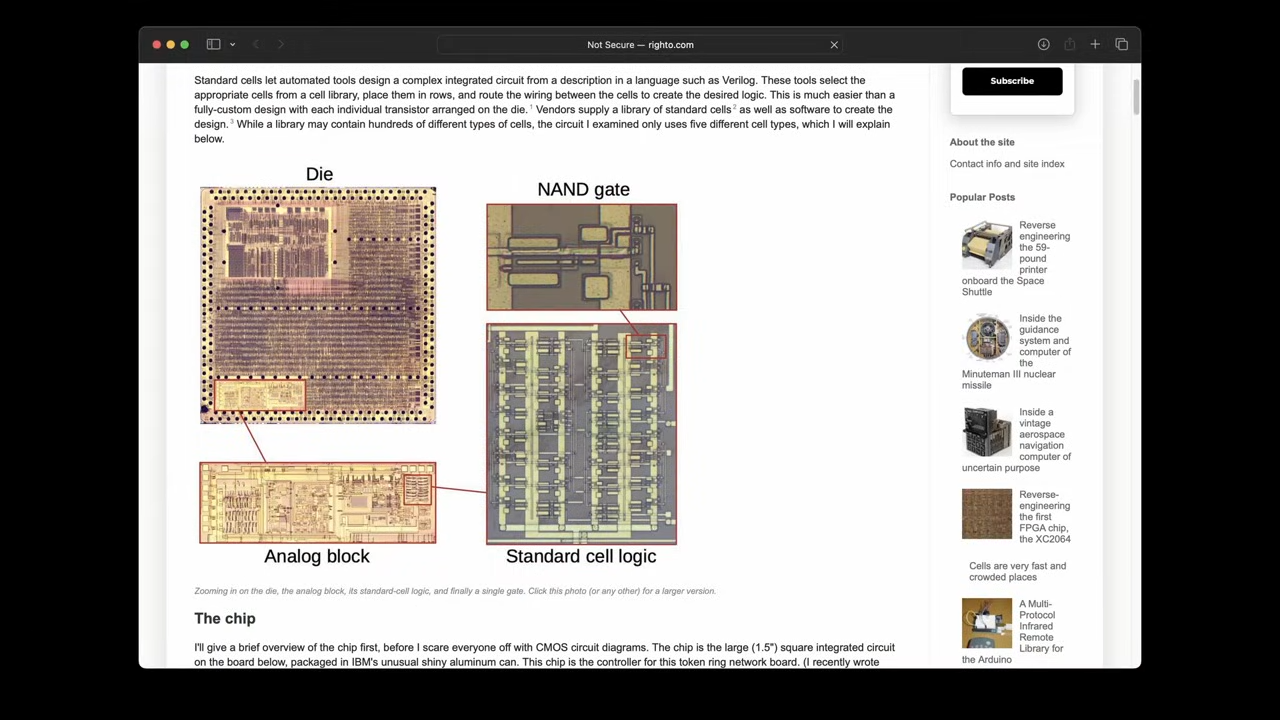 Not Secure — righto.com
Standard cells let automated tools design a complex integrated circuit from a description in a language such as Verilog. These tools select the
appropriate cells from a cell library, place them in rows, and route the wiring between the cells to create the desired logic. This is much easier than a
fully-custom design with each individual transistor arranged on the die.1 Vendors supply a library of standard cells2 as well as software to create the
design.3 While a library may contain hundreds of different types of cells, the circuit I examined only uses five different cell types, which I will explain
below.
Die
NAND gate
Analog block
Standard cell logic
Zooming in on the die, the analog block, its standard-cell logic, and finally a single gate. Click this photo (or any other) for a larger version.
The chip
I'll give a brief overview of the chip first, before I scare everyone off with CMOS circuit diagrams. The chip is the large (1.5") square integrated circuit
on the board below, packaged in IBM's unusual shiny aluminum can. This chip is the controller for this token ring network board. (I recently wrote
Subscribe
About the site
Contact info and site index
Popular Posts
Reverse
engineering
the 59-
pound
printer
onboard the Space
Shuttle
Inside the
guidance
system and
computer of
the
Minuteman III nuclear
missile
Inside a
vintage
aerospace
navigation
computer of
uncertain purpose
Reverse-
engineering
the first
FPGA chip,
the XC2064
Cells are very fast and
crowded places
A Multi-
Protocol
Infrared
Remote
Library for
the Arduino